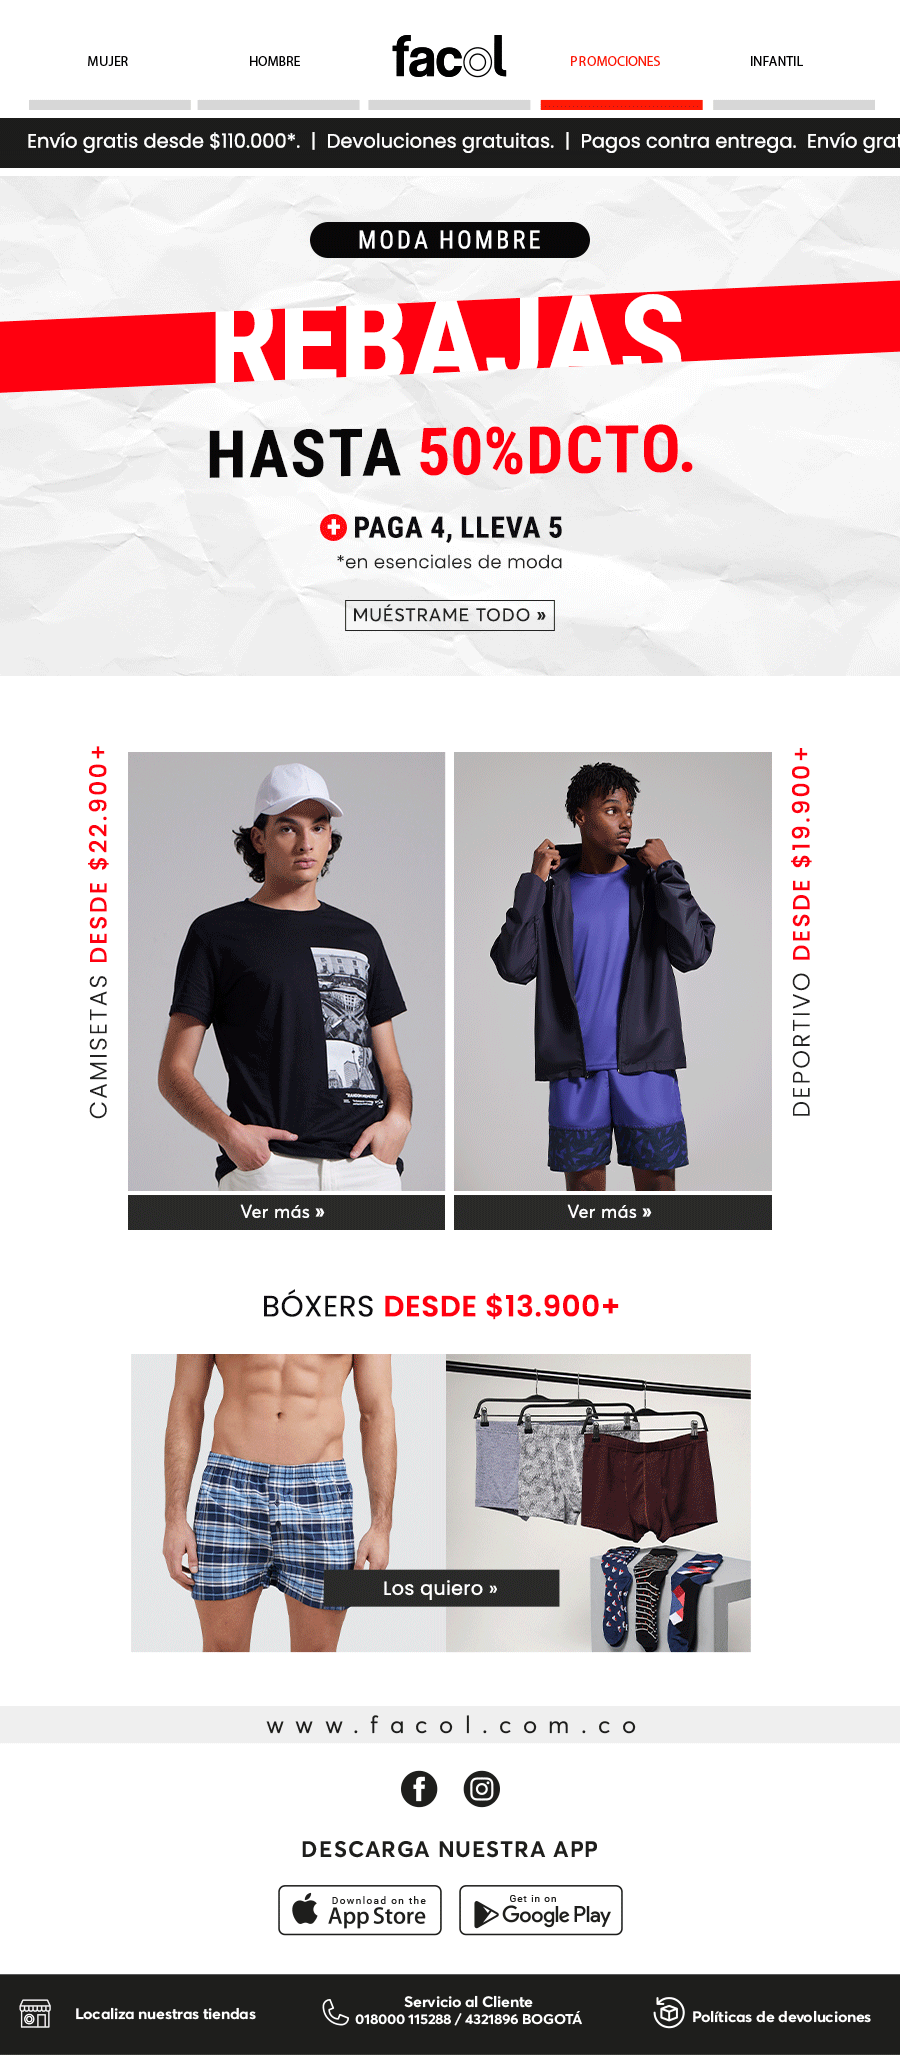 MUJER
HOMBRE
facol
PROMOCIONES
INFANTIL
Envío gratis desde $110.000*. | Devoluciones gratuitas. | Pagos contra entrega. Envío grat
MODA HOMBRE
REBAJAS
HASTA 50%DCTO.
+ PAGA 4, LLEVA 5
*en esenciales de moda
MUÉSTRAME TODO »
CAMISETAS DESDE $22.900+
DEPORTIVO DESDE $19.900+
Ver más »
Ver más »
BÓXERS DESDE $13.900+
Los quiero »
www.facol.com.co
DESCARGA NUESTRA APP
Download on the
App Store
Get in on
Google Play
Localiza nuestras tiendas
Servicio al Cliente
018000 115288 / 4321896 BOGOTÁ
Políticas de devoluciones